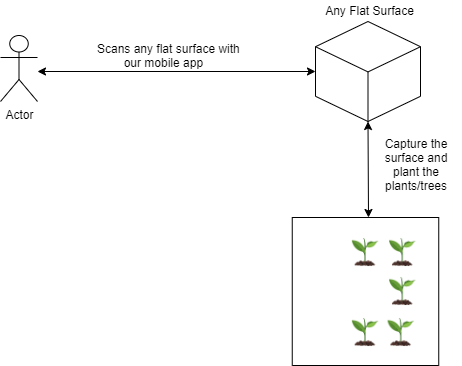 Any Flat Surface
Scans any flat surface with
our mobile app
Actor
Capture the
surface and
plant the
plants/trees